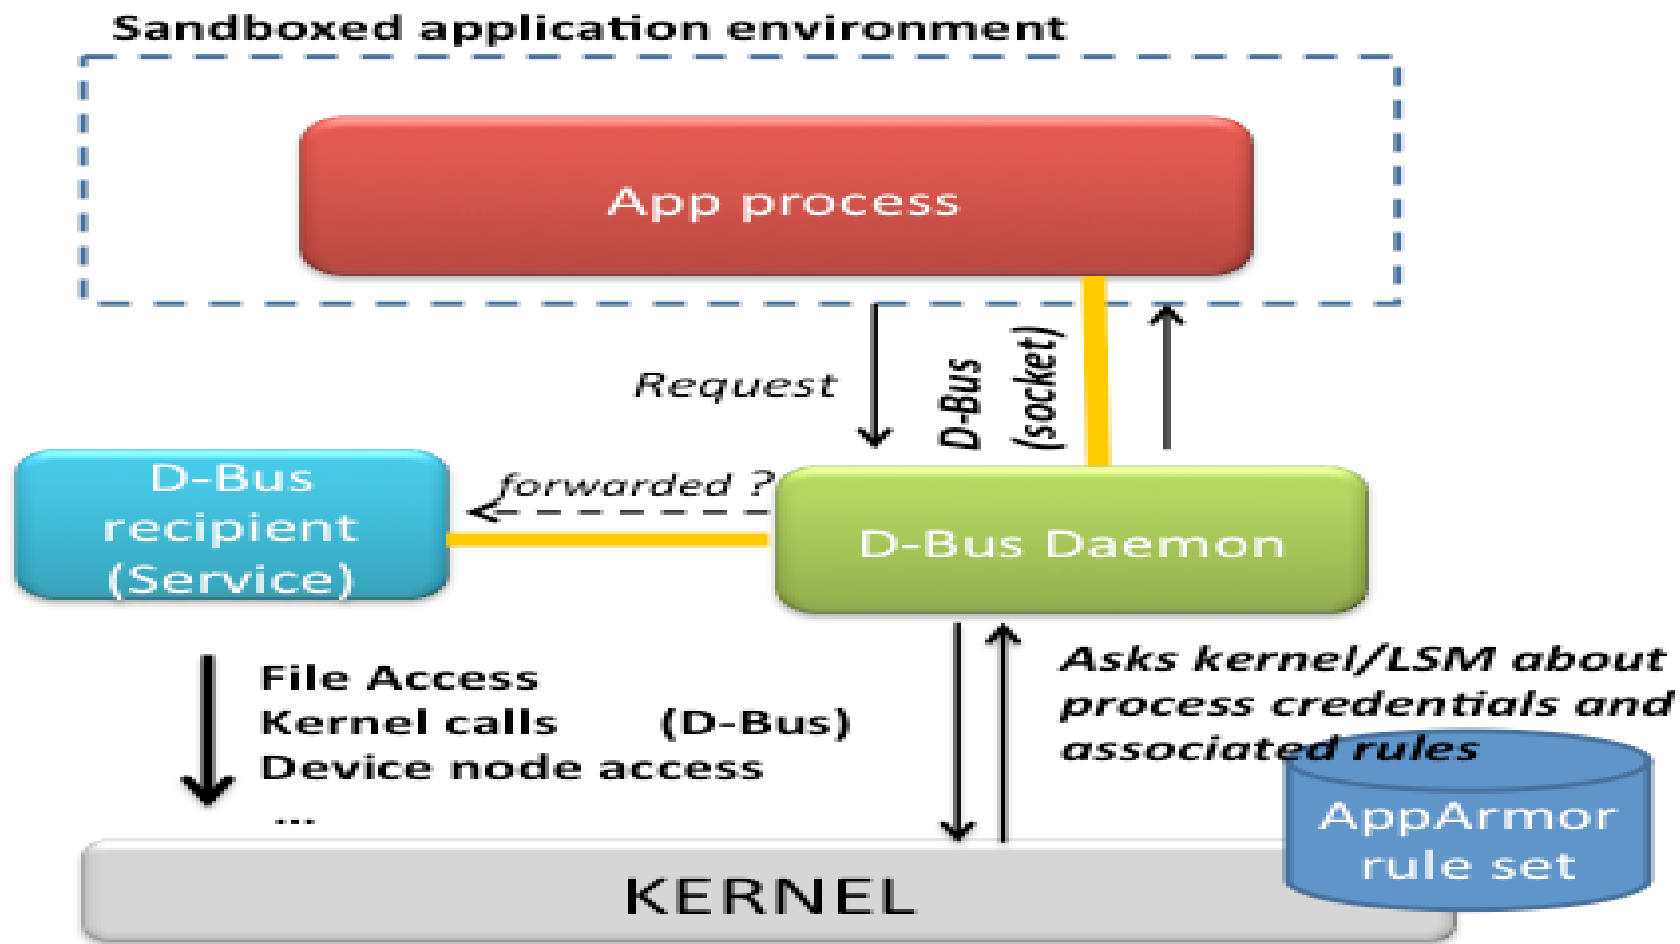 Sandboxed application environment
App process
Request
D-Bus
(socket)
D-Bus
recipient
(Service)
forwarded ?
D-Bus Daemon
File Access
Kernel calls (D-Bus)
Device node access
...
Asks kernel/LSM about
process credentials and
associated rules
AppArmor
rule set
KERNEL